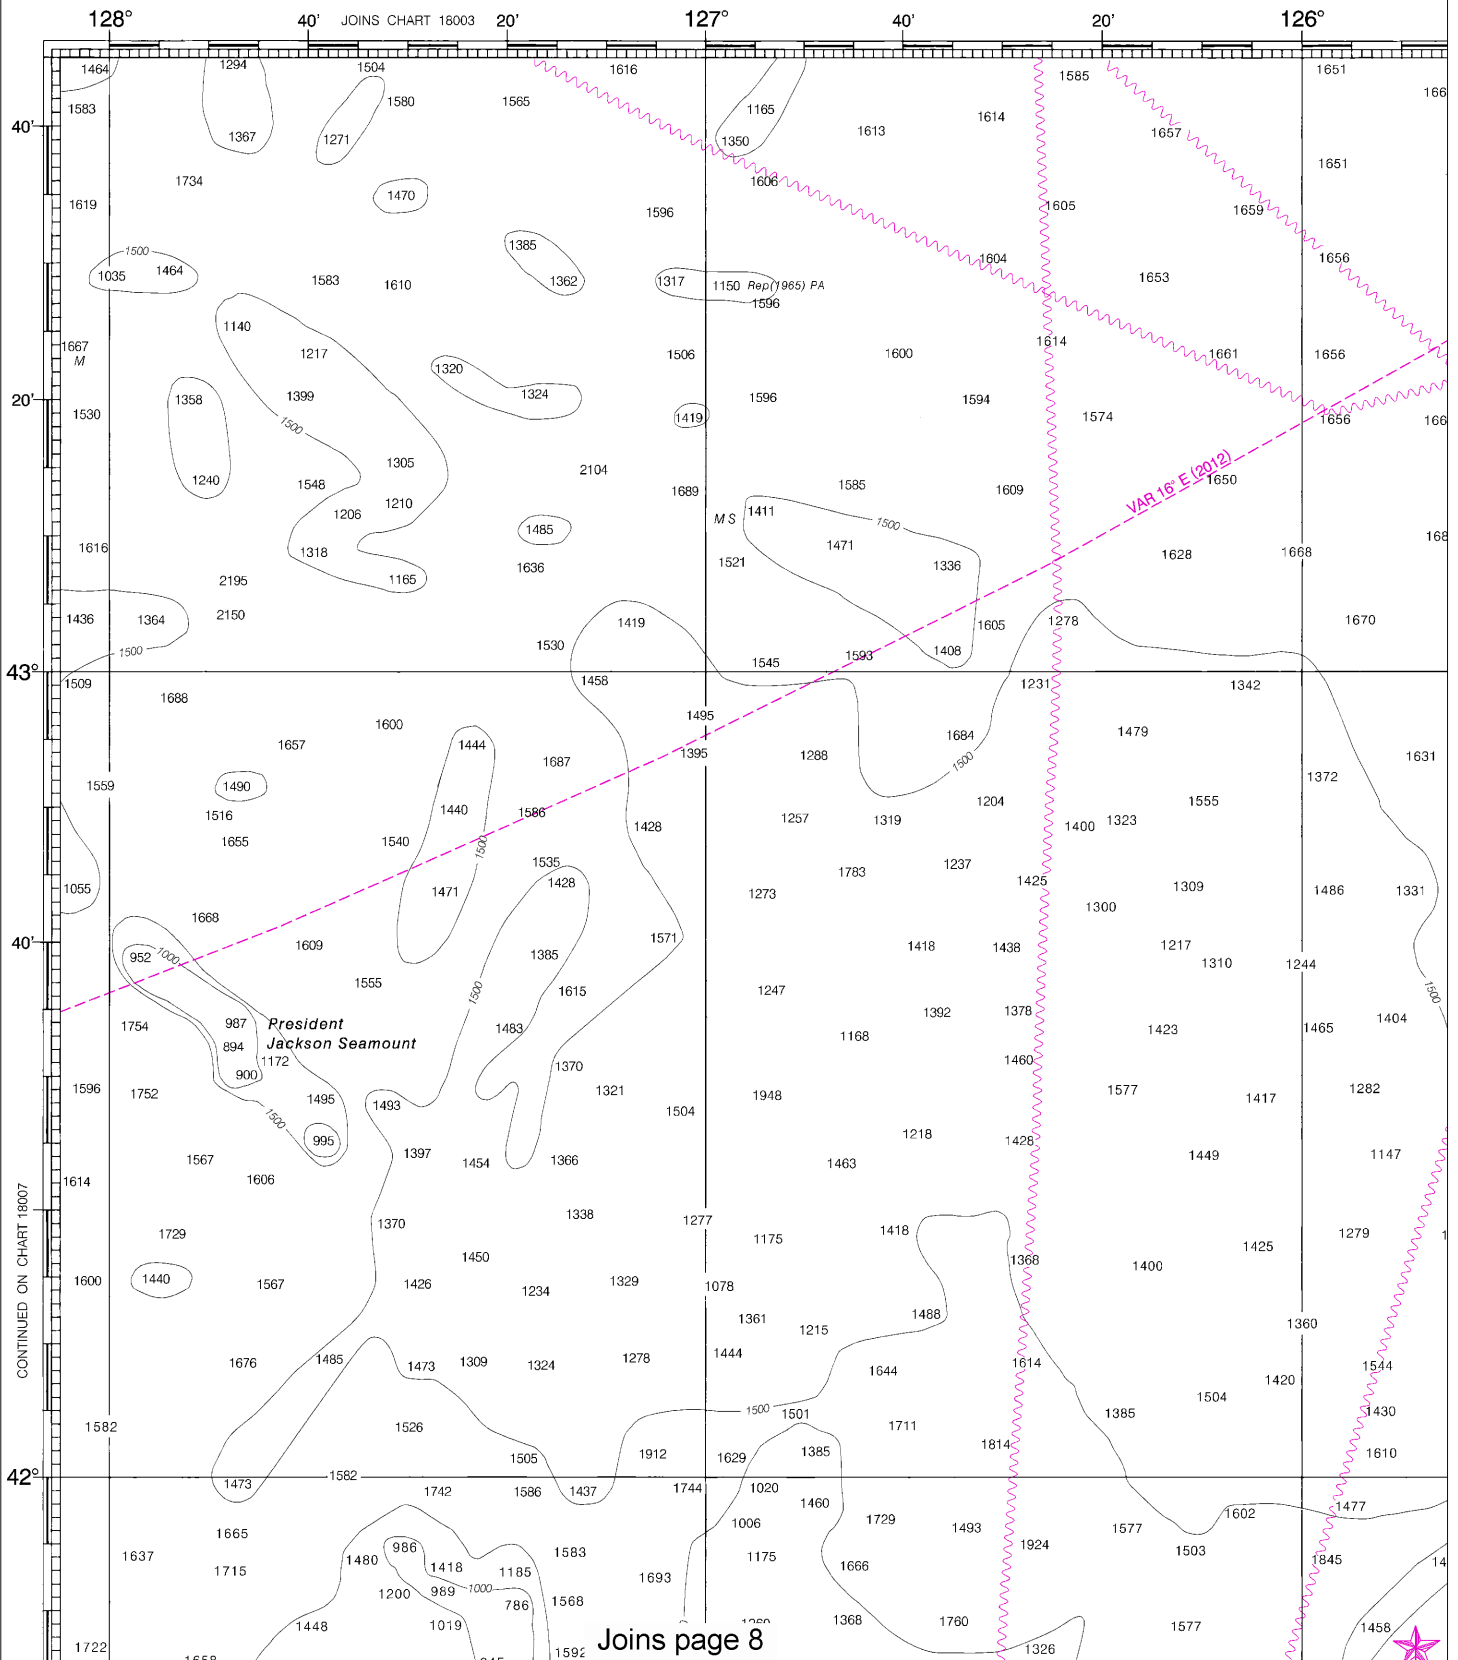 128° 40' JOINS CHART 18003 20' 127° 40' 20' 126°
1464 1294 1504 1616 1585 1651
1583 1580 1565 1165 1614 166
40' 1367 1271 1350 1613 1657
1651
1734 1470 1606
1619 1596 1605 1659
1500 1385 1604 1656
1035 1464 1583 1610 1362 1317 1150 Rep(1965) PA 1653
1596
1140
1667 1217 1506 1600 1614 1661 1656
M 1320
20' 1358 1399 1324 1596 1594
1530 1500 1419 1574 1656 166
1305 2104 VAR 16° E (2012)
1240 1548 1689 1585 1609 1650
1206 1210 1411
MS 1500
1485 168
1616 1318 1471 1628 1668
2195 1165 1636 1521 1336
1436 1364 2150 1419 1605 1278 1670
1500 1530 1545 1593 1408
43°
1509 1458 1231 1342
1688 1495
1600 1684 1479
1657 1444 1687 1395 1288 1500 1631
1559 1490 1372
1516 1440 1586 1257 1319 1204 1555
1655 1540 1500 1428 1400 1323
1535 1783 1237
1055 1471 1428 1273 1425 1309 1486 1331
1668 1300
40' 1609 1571 1418 1438 1217
952 1000 1385 1310 1244
1555 1500 1615 1247 1500
1754 987 President 1483 1392 1378 1423 1465 1404
894 Jackson Seamount 1168
900 1172 1370 1460
1596 1752 1495 1493 1321 1948 1577 1417 1282
1500 1504
995 1218 1428
1567 1397 1454 1366 1463 1449 1147
1614 1606
CONTINUED ON CHART 18007
1729 1370 1338 1277 1175 1418 1425 1279 1
1450 1368 1400
1600 1440 1567 1426 1234 1329 1078
1361 1215 1488 1360
1676 1485 1473 1309 1324 1278 1444 1644 1614 1544
1420
1500 1501 1385 1504 1430
1582 1526 1711
1505 1912 1629 1385 1814 1610
42° 1473 1582
1742 1586 1437 1744 1020 1460 1477
1665 1006 1729 1493 1577 1602
1637 986 1583 1175 1924 1503 1845 14
1715 1480 1418 1185 1693 1666
1200 989 1000 786 1568
1448 1019 1368 1760 1577 1458
1722 Joins page 8 1326